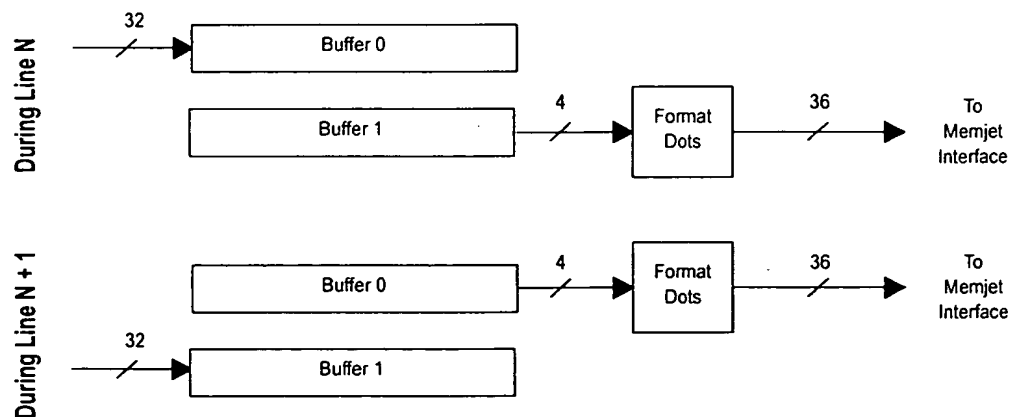 During Line N
32
Buffer 0
Buffer 1
4
Format
Dots
36
To
Memjet
Interface
During Line N + 1
Buffer 0
4
Format
Dots
36
To
Memjet
Interface
32
Buffer 1